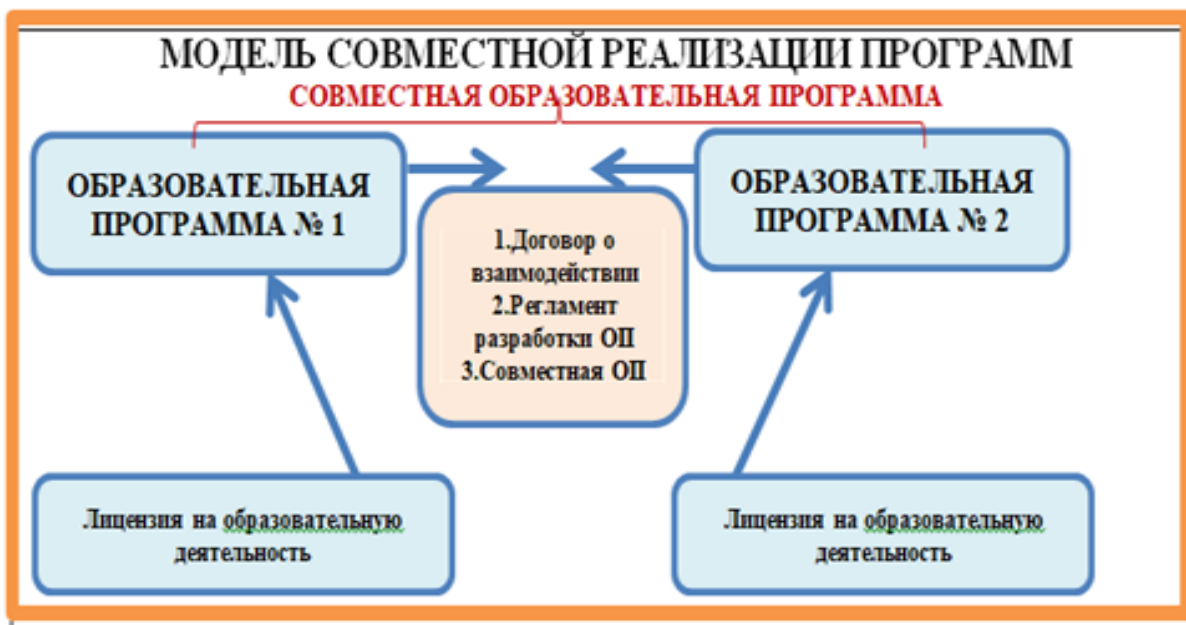 МОДЕЛЬ СОВМЕСТНОЙ РЕАЛИЗАЦИИ ПРОГРАММ
СОВМЕСТНАЯ ОБРАЗОВАТЕЛЬНАЯ ПРОГРАММА
ОБРАЗОВАТЕЛЬНАЯ
ПРОГРАММА № 1
ОБРАЗОВАТЕЛЬНАЯ
ПРОГРАММА № 2
1.Договор о
взаимодействии
2.Регламент
разработки ОП
3.Совместная ОП
Лицензия на образовательную
деятельность
Лицензия на образовательную
деятельность